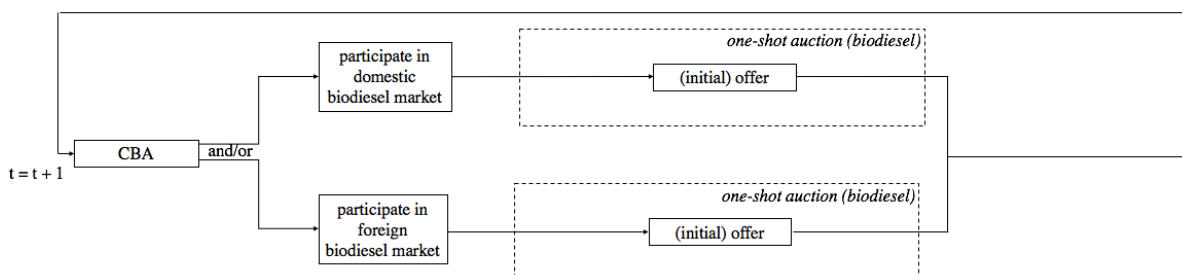 one-shot auction (biodiesel)
participate in
domestic
biodiesel market
(initial) offer
CBA
and/or
t = t + 1
one-shot auction (biodiesel)
participate in
foreign
biodiesel market
(initial) offer